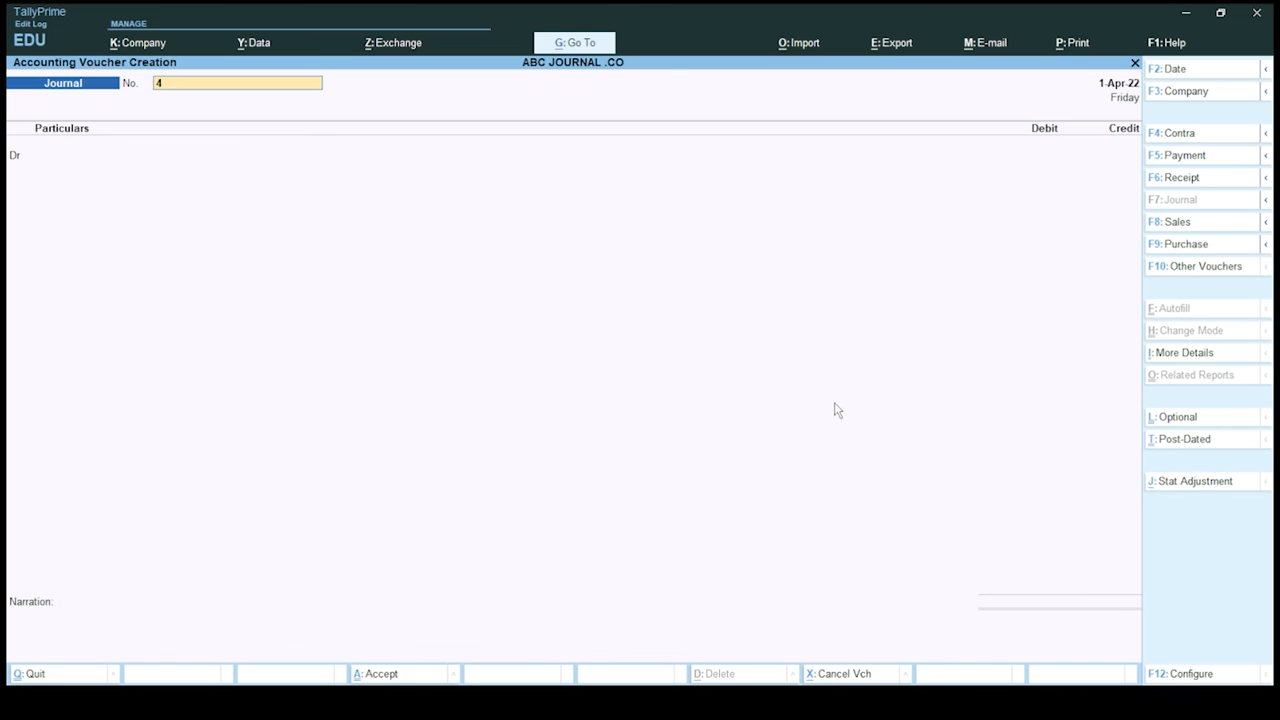 TallyPrime
Edit Log
EDU
MANAGE
K: Company
Y: Data
Z: Exchange
G: Go To
O: Import
E: Export
M: E-mail
P: Print
F1: Help
Accounting Voucher Creation
ABC JOURNAL .CO
Journal
No.
4
1-Apr-22
Friday
Particulars
Debit
Credit
Dr
Narration:
F2: Date
F3: Company
F4: Contra
F5: Payment
F6: Receipt
F7: Journal
F8: Sales
F9: Purchase
F10: Other Vouchers
F: Autofill
H: Change Mode
I: More Details
O: Related Reports
L: Optional
T: Post-Dated
J: Stat Adjustment
Q: Quit
A: Accept
D: Delete
X: Cancel Vch
F12: Configure